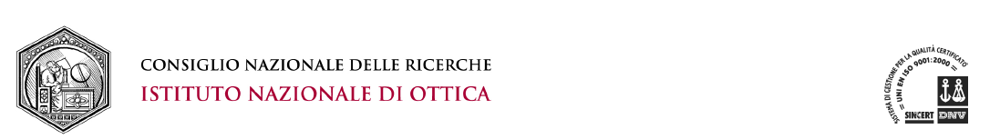 CONSIGLIO NAZIONALE DELLE RICERCHE
ISTITUTO NAZIONALE DI OTTICA
SISTEMA DI GESTIONE PER LA QUALITÀ CERTIFICATO
= UNI EN ISO 9001:2000 =
SINCERT DNV